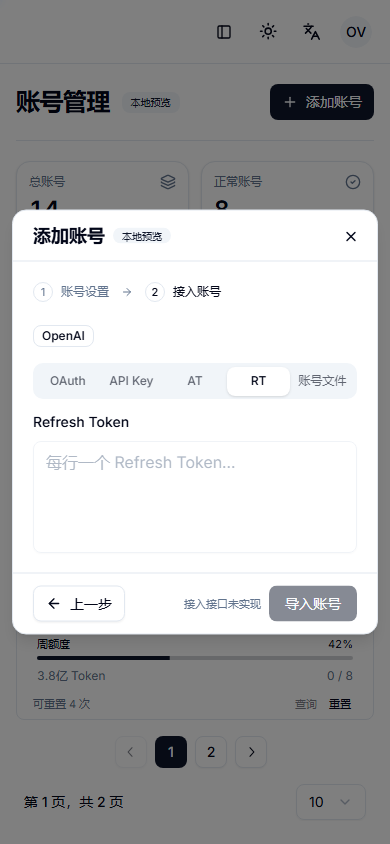 OV
账号管理 本地预览 添加账号
总账号 正常账号
14 8
添加账号 本地预览
1 账号设置 2 接入账号
OpenAI
OAuth API Key AT RT 账号文件
Refresh Token
每行一个 Refresh Token...
上一步 接入接口未实现 导入账号
周额度 42%
3.8亿 Token 0 / 8
可重置 4 次 查询 重置
1 2
第 1 页，共 2 页 10